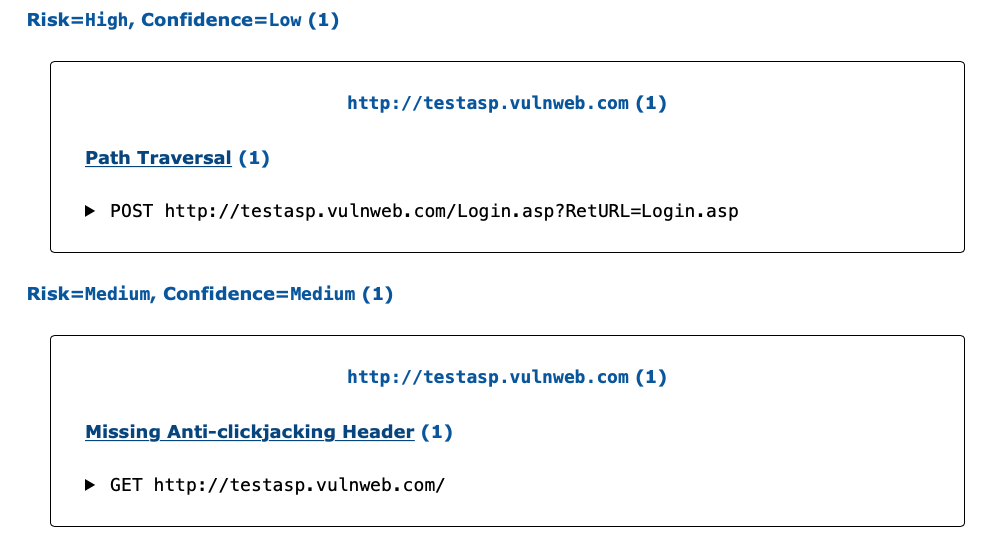 Risk=High, Confidence=Low (1)
http://testasp.vulnweb.com (1)
Path Traversal (1)
POST http://testasp.vulnweb.com/Login.asp?RetURL=Login.asp
Risk=Medium, Confidence=Medium (1)
http://testasp.vulnweb.com (1)
Missing Anti-clickjacking Header (1)
GET http://testasp.vulnweb.com/